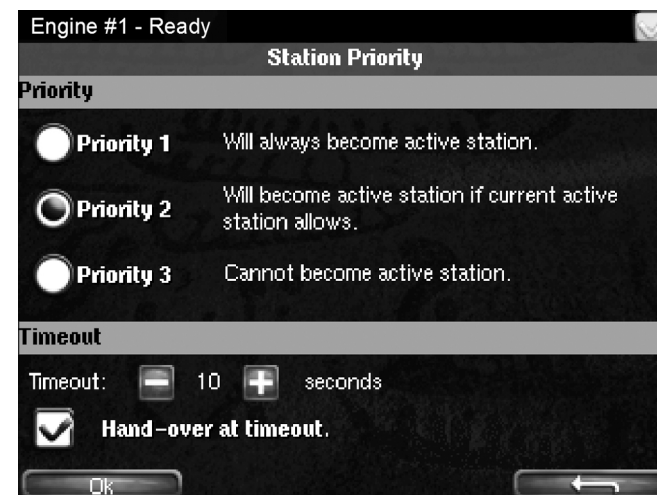 Engine #1 - Ready
Station Priority
Priority
Priority 1 Will always become active station.
Priority 2 Will become active station if current active
station allows.
Priority 3 Cannot become active station.
Timeout
Timeout: 10 seconds
Hand-over at timeout.
Ok